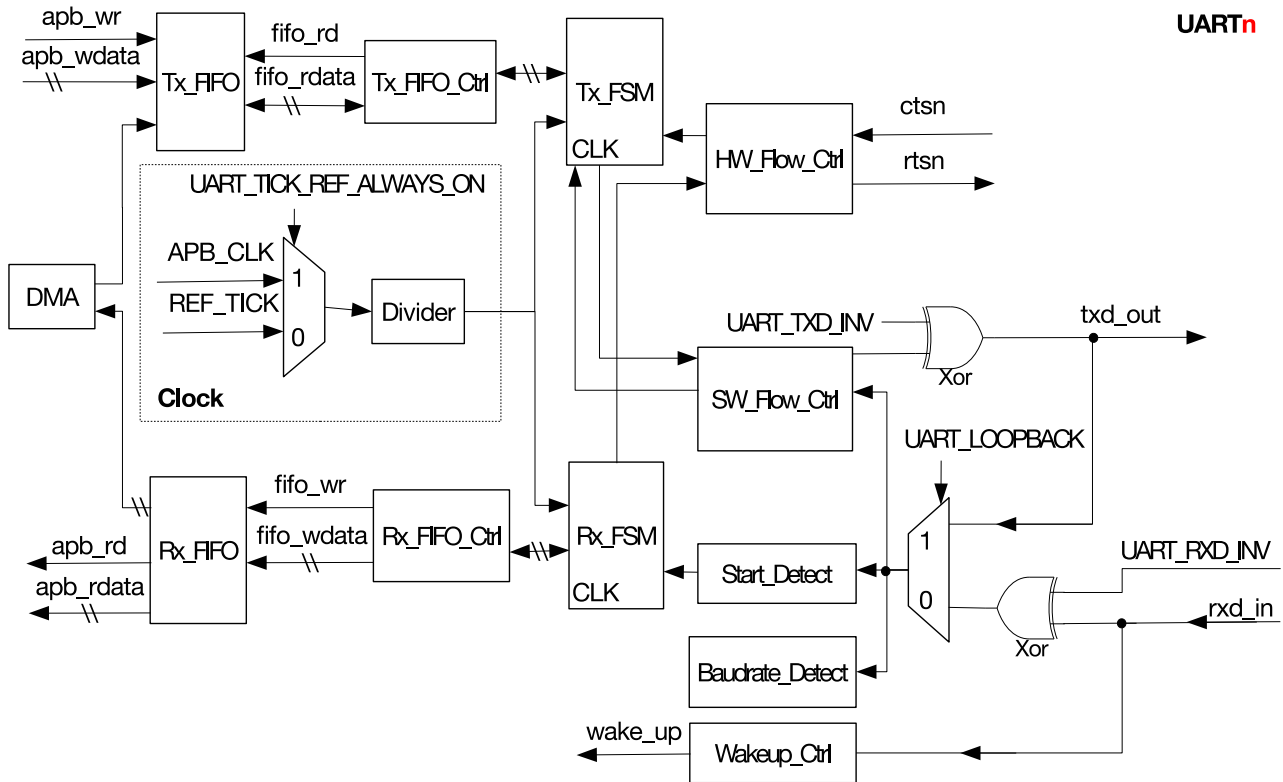 apb_wr
UARTn
apb_wdata
fifo_rd
fifo_rdata
Tx_FIFO
Tx_FIFO_Ctrl
Tx_FSM
CLK
ctsn
HW_Flow_Ctrl
rtsn
UART_TICK_REF_ALWAYS_ON
APB_CLK
1
DMA
REF_TICK
0
Divider
Clock
UART_TXD_INV
txd_out
Xor
SW_Flow_Ctrl
UART_LOOPBACK
fifo_wr
fifo_wdata
apb_rd
apb_rdata
Rx_FIFO
Rx_FIFO_Ctrl
Rx_FSM
CLK
Start_Detect
1
0
UART_RXD_INV
rxd_in
Xor
Baudrate_Detect
wake_up
Wakeup_Ctrl